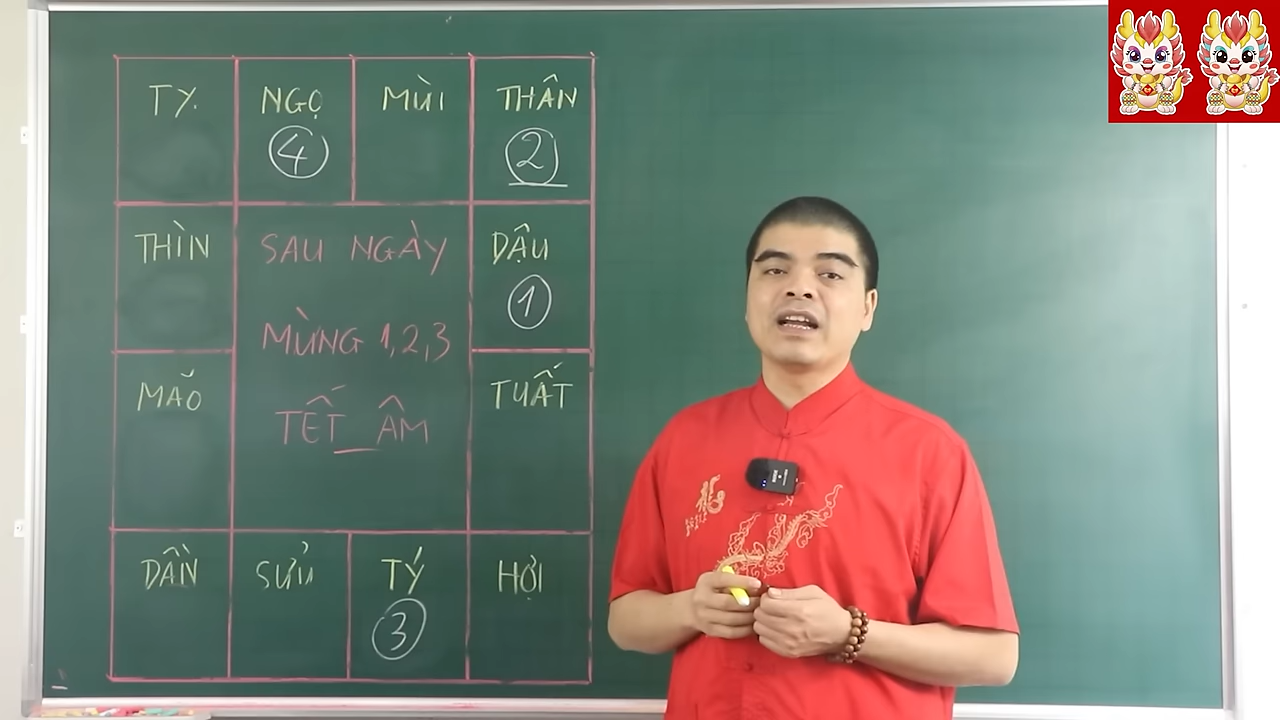 TY.
NGỌ
MÙI
THÂN
4
2
THÌN
SAU NGÀY
DẬU
1
MÙNG 1,2,3
MÃO
TẾT ÂM
TUẤT
DẦN
SỬU
TÝ
HỢI
3